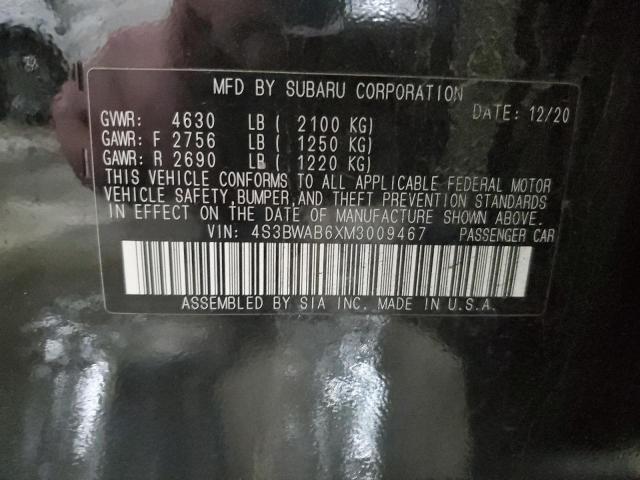 MFD BY SUBARU CORPORATION
DATE: 12/20
GVWR: 4630 LB ( 2100 KG)
GAWR: F 2756 LB ( 1250 KG)
GAWR: R 2690 LB ( 1220 KG)
THIS VEHICLE CONFORMS TO ALL APPLICABLE FEDERAL MOTOR
VEHICLE SAFETY, BUMPER, AND THEFT PREVENTION STANDARDS
IN EFFECT ON THE DATE OF MANUFACTURE SHOWN ABOVE.
VIN: 4S3BWAB6XM3009467 PASSENGER CAR
ASSEMBLED BY SIA INC. MADE IN U.S.A.